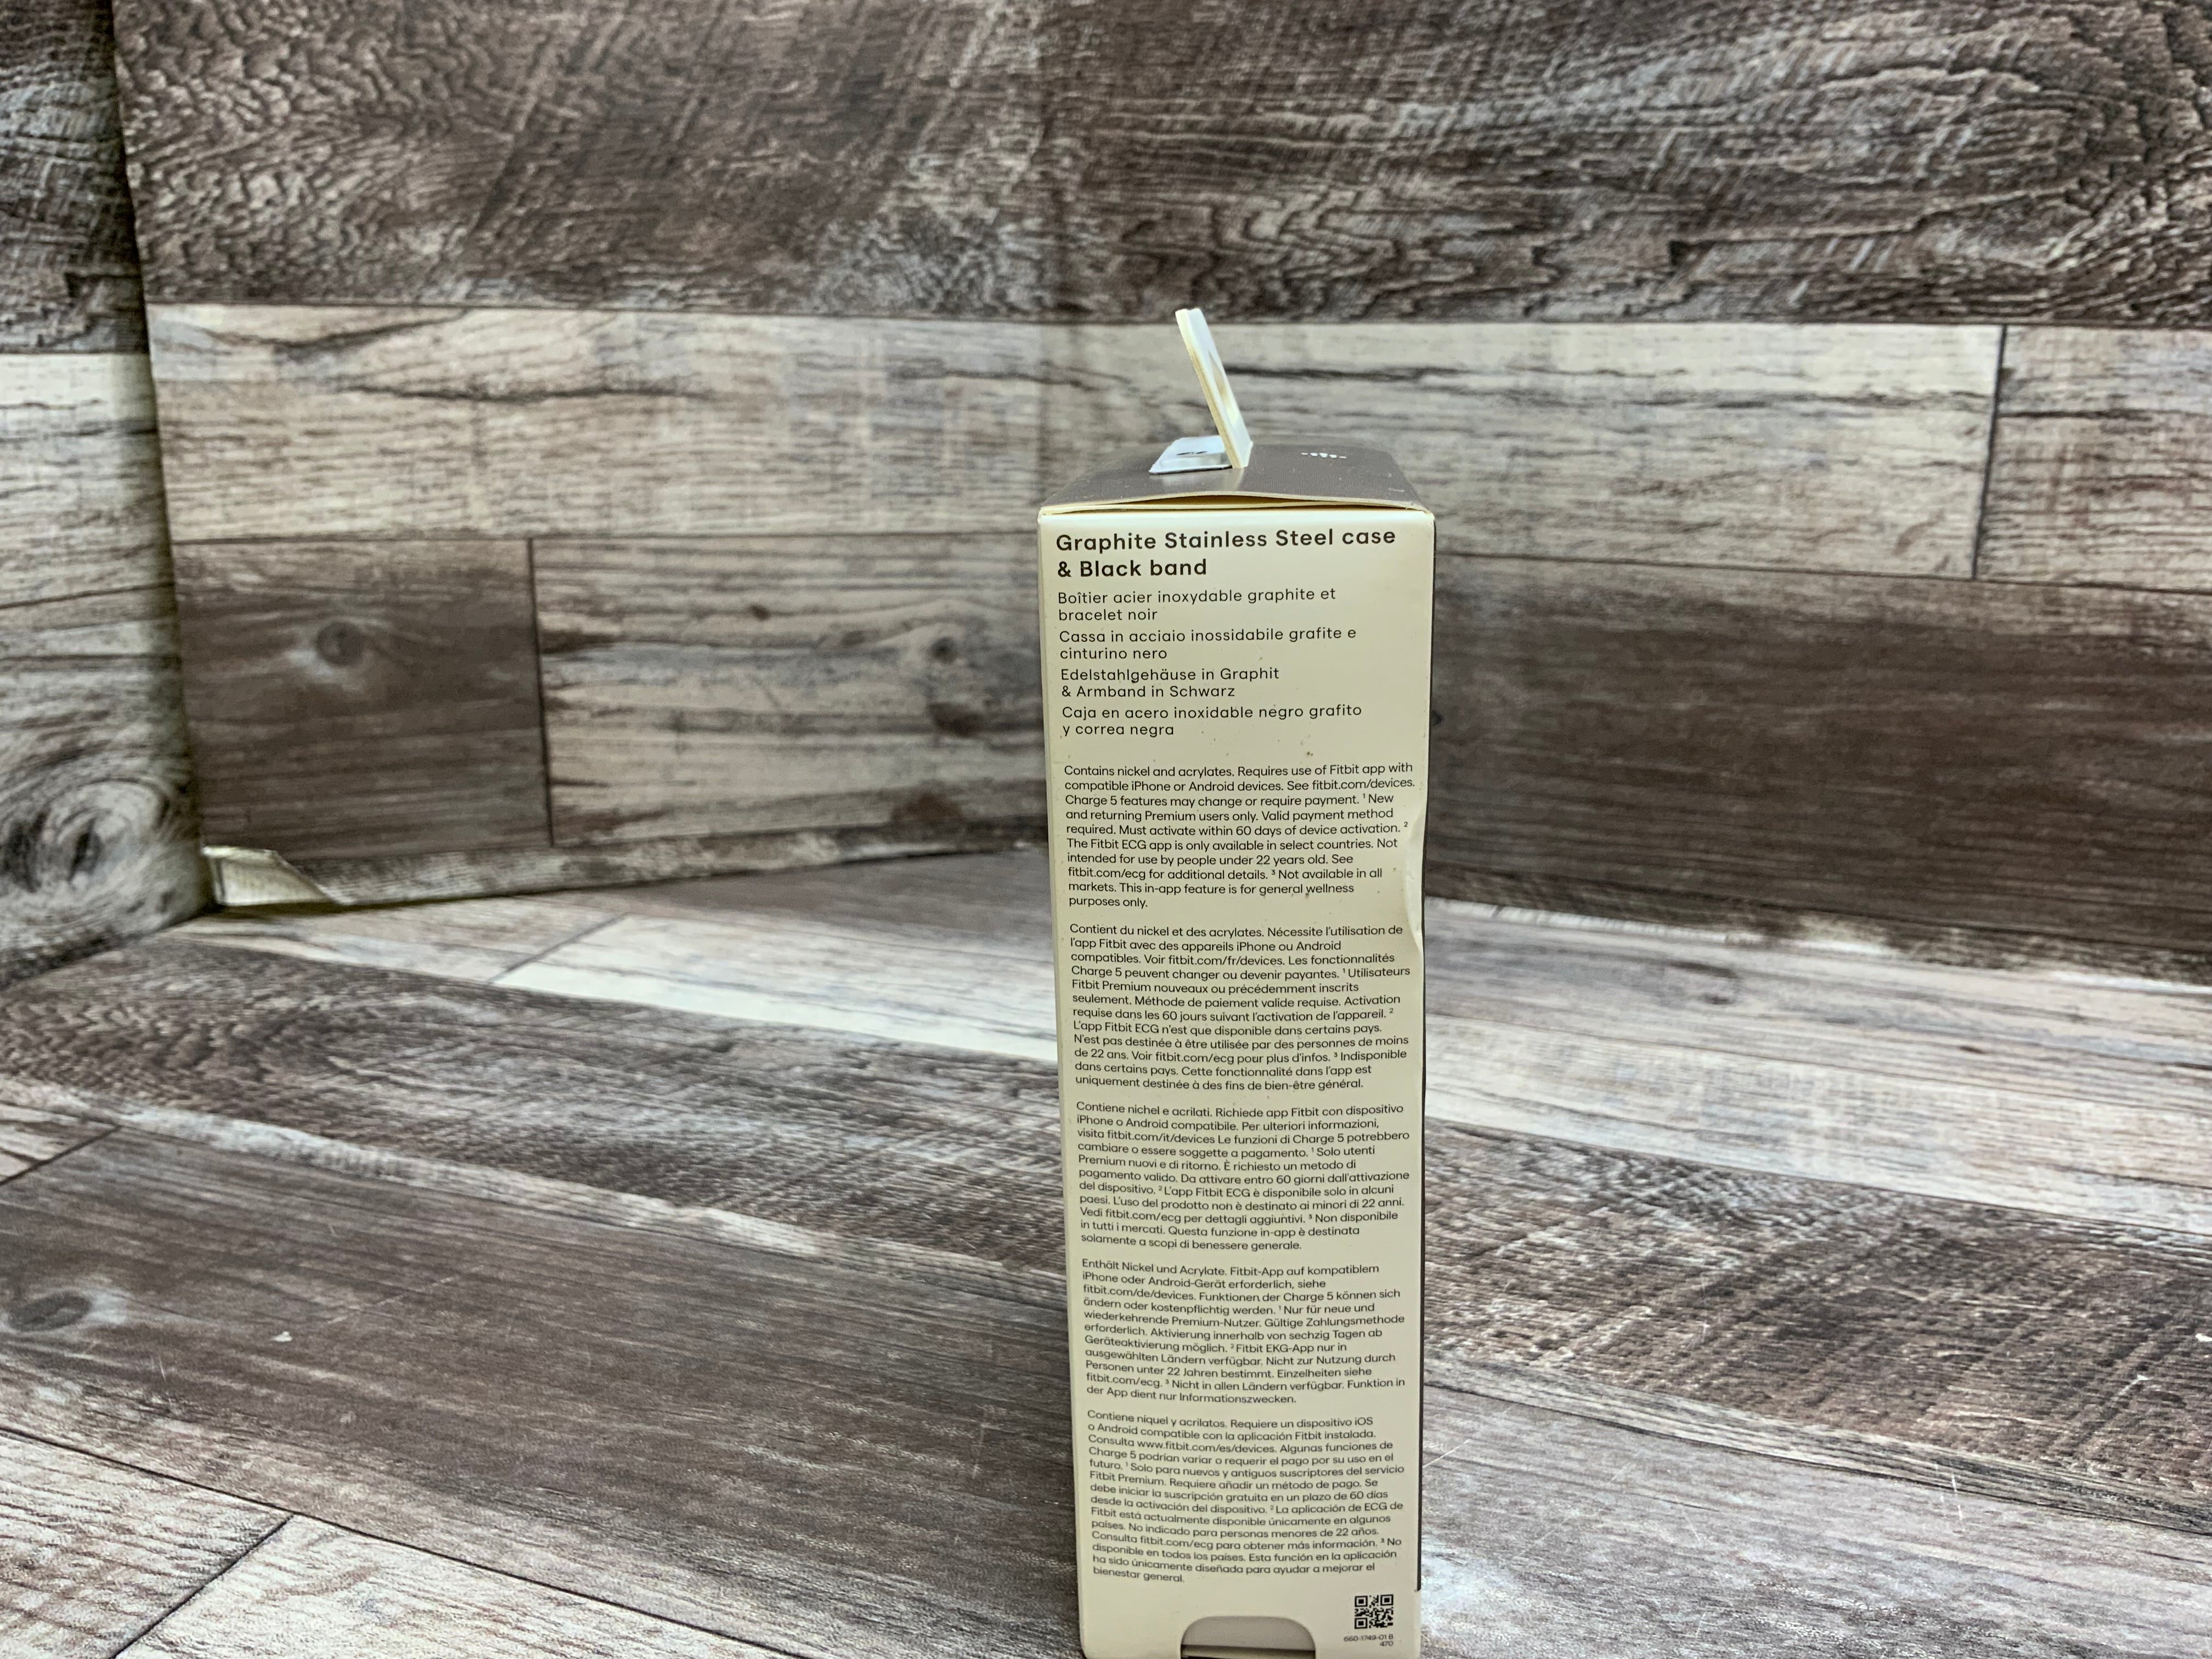 Graphite Stainless Steel case
& Black band
Boîtier acier inoxydable graphite et
bracelet noir
Cassa in acciaio inossidabile grafite e
cinturino nero
Edelstahlgehäuse in Graphit
& Armband in Schwarz
Caja en acero inoxidable negro grafito
y correa negra
Contains nickel and acrylates. Requires use of Fitbit app with
compatible iPhone or Android devices. See fitbit.com/devices.
Charge 5 features may change or require payment. ¹ New
and returning Premium users only. Valid payment method
required. Must activate within 60 days of device activation. ²
The Fitbit ECG app is only available in select countries. Not
intended for use by people under 22 years old. See
fitbit.com/ecg for additional details. ³ Not available in all
markets. This in-app feature is for general wellness
purposes only.
Contient du nickel et des acrylates. Nécessite l'utilisation de
l'app Fitbit avec des appareils iPhone ou Android
compatibles. Voir fitbit.com/fr/devices. Les fonctionnalités
Charge 5 peuvent changer ou devenir payantes. ¹ Utilisateurs
Fitbit Premium nouveaux ou précédemment inscrits
seulement. Méthode de paiement valide requise. Activation
requise dans les 60 jours suivant l'activation de l'appareil. ²
L'app Fitbit ECG n'est que disponible dans certains pays.
N'est pas destinée à être utilisée par des personnes de moins
de 22 ans. Voir fitbit.com/ecg pour plus d'infos. ³ Indisponible
dans certains pays. Cette fonctionnalité dans l'app est
uniquement destinée à des fins de bien-être général.
Contiene nichel e acrilati. Richiede app Fitbit con dispositivo
iPhone o Android compatibile. Per ulteriori informazioni,
visita fitbit.com/it/devices Le funzioni di Charge 5 potrebbero
cambiare o essere soggette a pagamento. ¹ Solo utenti
Premium nuovi e di ritorno. È richiesto un metodo di
pagamento valido. Da attivare entro 60 giorni dall'attivazione
del dispositivo. ² L'app Fitbit ECG è disponibile solo in alcuni
paesi. L'uso del prodotto non è destinato ai minori di 22 anni.
Vedi fitbit.com/ecg per dettagli aggiuntivi. ³ Non disponibile
in tutti i mercati. Questa funzione in-app è destinata
solamente a scopi di benessere generale.
Enthält Nickel und Acrylate. Fitbit-App auf kompatiblem
iPhone oder Android-Gerät erforderlich, siehe
fitbit.com/de/devices. Funktionen der Charge 5 können sich
ändern oder kostenpflichtig werden. ¹ Nur für neue und
wiederkehrende Premium-Nutzer. Gültige Zahlungsmethode
erforderlich. Aktivierung innerhalb von sechzig Tagen ab
Geräteaktivierung möglich. ² Fitbit EKG-App nur in
ausgewählten Ländern verfügbar. Nicht zur Nutzung durch
Personen unter 22 Jahren bestimmt. Einzelheiten siehe
fitbit.com/ecg. ³ Nicht in allen Ländern verfügbar. Funktion in
der App dient nur Informationszwecken.
Contiene níquel y acrilatos. Requiere un dispositivo iOS
o Android compatible con la aplicación Fitbit instalada.
Consulta www.fitbit.com/es/devices. Algunas funciones de
Charge 5 podrían variar o requerir el pago por su uso en el
futuro. ¹ Solo para nuevos y antiguos suscriptores del servicio
Fitbit Premium. Requiere añadir un método de pago. Se
debe iniciar la suscripción gratuita en un plazo de 60 días
desde la activación del dispositivo. ² La aplicación de ECG de
Fitbit está actualmente disponible únicamente en algunos
países. No indicado para personas menores de 22 años.
Consulta fitbit.com/ecg para obtener más información. ³ No
disponible en todos los países. Esta función en la aplicación
ha sido únicamente diseñada para ayudar a mejorar el
bienestar general.
660-1749-01 B
470